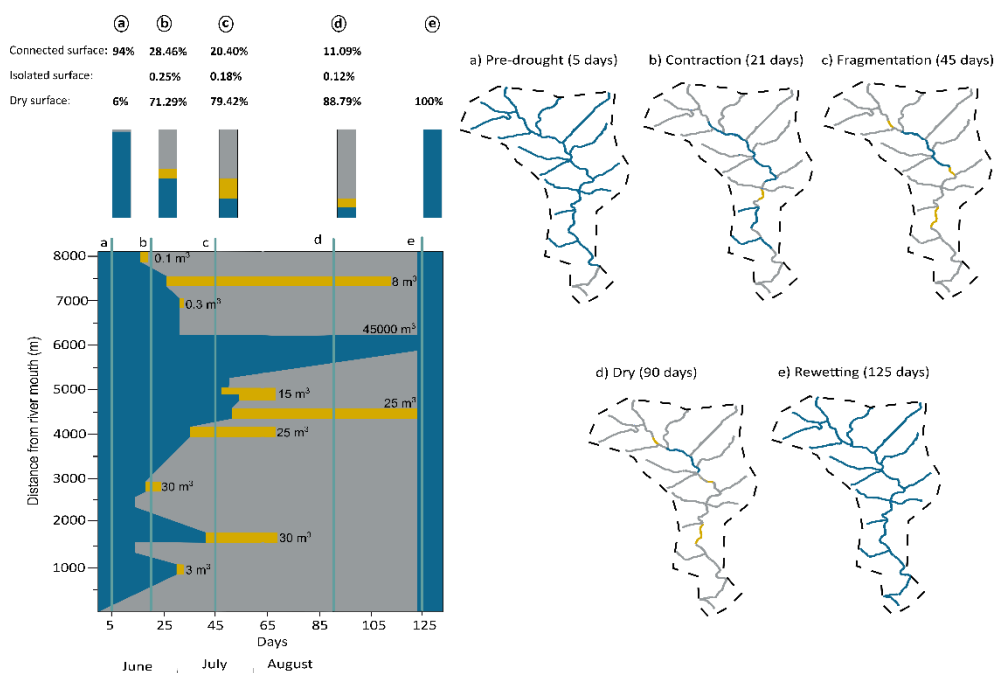 a b c d e
Connected surface: 94% 28.46% 20.40% 11.09%
Isolated surface: 0.25% 0.18% 0.12%
Dry surface: 6% 71.29% 79.42% 88.79% 100%
a b c d e
8000
7000
6000
5000
4000
3000
2000
1000
Distance from river mouth (m)
0.1 m³
8 m³
0.3 m³
45000 m³
15 m³
25 m³
25 m³
30 m³
30 m³
3 m³
5 25 45 65 85 105 125
Days
June July August
a) Pre-drought (5 days)
b) Contraction (21 days)
c) Fragmentation (45 days)
d) Dry (90 days)
e) Rewetting (125 days)